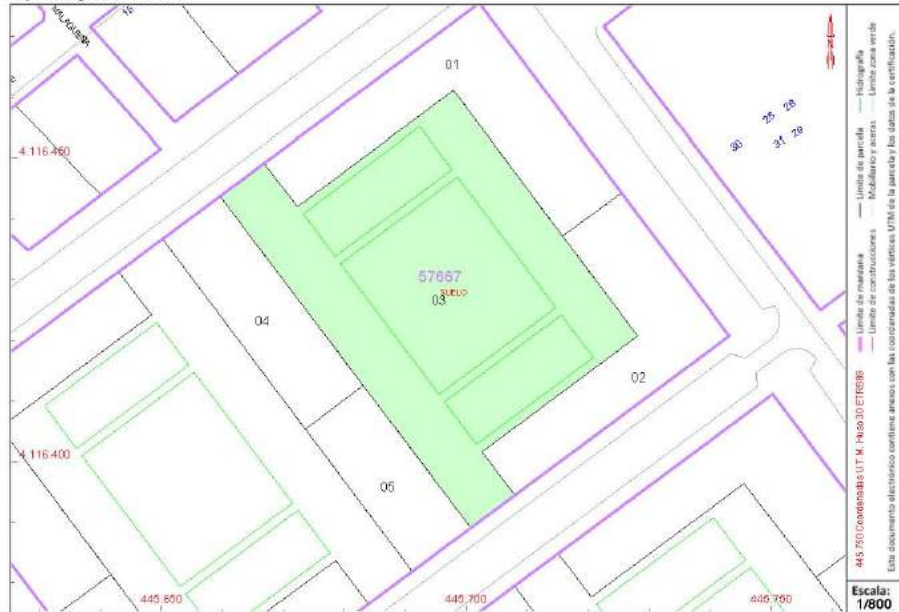 MALAGUEÑA
15
01
30
25 28
31 29
4.116.450
57667
SUELO
03
04
02
4.116.400
05
445.650
445.700
445.750
445.750 Coordenadas U.T.M. Huso 30 ETRS89
Límite de manzana
Límite de parcela
Hidrografía
Límite de construcciones
Mobiliario y aceras
Límite zona verde
Este documento electrónico contiene anexos con las coordenadas de los vértices UTM de la parcela y los datos de la certificación.
Escala:
1/800